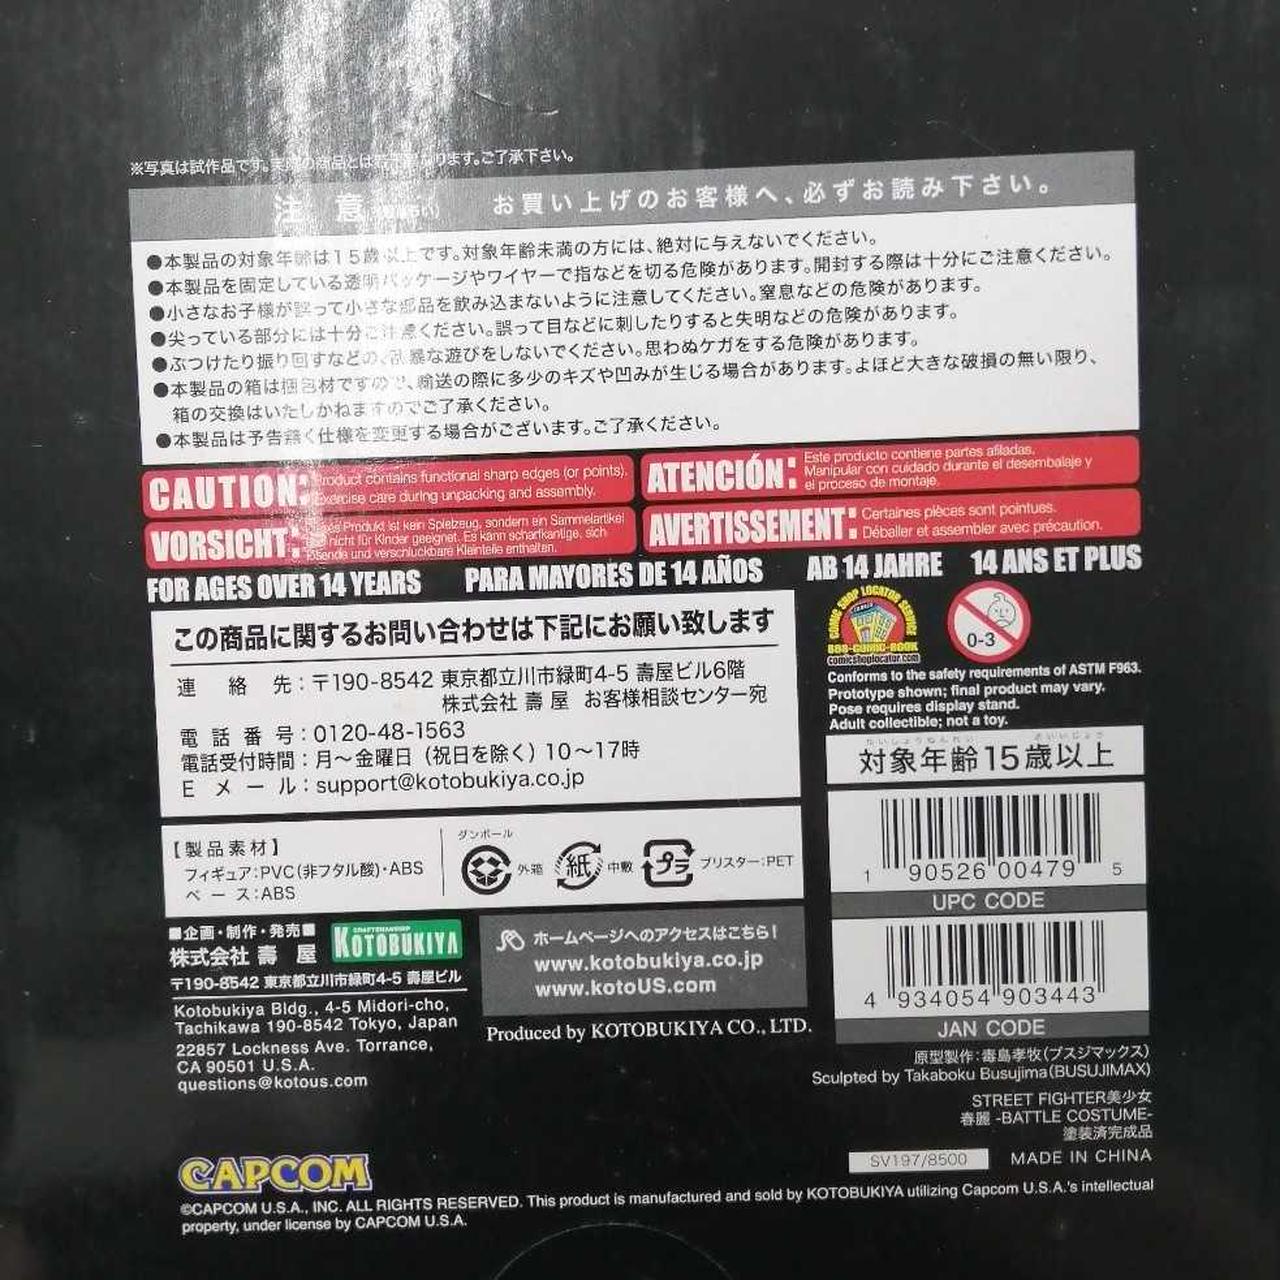 ※写真は試作品です。実際の商品とは若干異なります。ご了承下さい。
注意 お買い上げのお客様へ、必ずお読み下さい。
●本製品の対象年齢は15歳以上です。対象年齢未満の方には、絶対に与えないでください。
●本製品を固定している透明パッケージやワイヤーで指などを切る危険があります。開封する際は十分にご注意ください。
●小さなお子様が誤って小さな部品を飲み込まないように注意してください。窒息などの危険があります。
●尖っている部分には十分ご注意ください。誤って目などに刺したりすると失明などの危険があります。
●ぶつけたり振り回すなどの、乱暴な遊びをしないでください。思わぬケガをする危険があります。
●本製品の箱は梱包材ですので、輸送の際に多少のキズや凹みが生じる場合があります。よほど大きな破損の無い限り、
箱の交換はいたしかねますのでご了承ください。
●本製品は予告無く仕様を変更する場合がございます。ご了承ください。
CAUTION: Product contains functional sharp edges (or points).
Exercise care during unpacking and assembly.
ATENCIÓN: Este producto contiene partes afiladas.
Manipular con cuidado durante el desembalaje y
el proceso de montaje.
VORSICHT: Produkt ist kein Spielzeug, sondern ein Sammelartikel
nicht für Kinder geeignet. Es kann scharfkantige, sich
und verschluckbare Kleinteile enthalten.
AVERTISSEMENT: Certaines pièces sont pointues.
Déballer et assembler avec précaution.
FOR AGES OVER 14 YEARS PARA MAYORES DE 14 AÑOS AB 14 JAHRE 14 ANS ET PLUS
この商品に関するお問い合わせは下記にお願い致します
連絡先:〒190-8542 東京都立川市緑町4-5 壽屋ビル6階
株式会社 壽屋 お客様相談センター宛
電話番号:0120-48-1563
電話受付時間:月〜金曜日(祝日を除く)10〜17時
Eメール:support@kotobukiya.co.jp
COMIC SHOP LOCATOR SERVICE
888-COMIC-BOOK
comicshoplocator.com
0-3
Conforms to the safety requirements of ASTM F963.
Prototype shown; final product may vary.
Pose requires display stand.
Adult collectible; not a toy.
たいしょうねんれい さいいじょう
対象年齢15歳以上
【製品素材】
フィギュア:PVC(非フタル酸)・ABS
ベース:ABS
ダンボール
外箱 紙 中敷 プラ ブリスター:PET
1 90526 00479 5
UPC CODE
4 934054 903443
JAN CODE
■企画・制作・発売■
株式会社 壽屋
CRAFTSMANSHIP
KOTOBUKIYA
〒190-8542 東京都立川市緑町4-5 壽屋ビル
Kotobukiya Bldg., 4-5 Midori-cho,
Tachikawa 190-8542 Tokyo, Japan
22857 Lockness Ave. Torrance,
CA 90501 U.S.A.
questions@kotous.com
ホームページへのアクセスはこちら!
www.kotobukiya.co.jp
www.kotoUS.com
Produced by KOTOBUKIYA CO., LTD.
原型製作:毒島孝牧(ブスジマックス)
Sculpted by Takaboku Busujima(BUSUJIMAX)
STREET FIGHTER美少女
春麗 -BATTLE COSTUME-
塗装済完成品
SV197/8500 MADE IN CHINA
CAPCOM
©CAPCOM U.S.A., INC. ALL RIGHTS RESERVED. This product is manufactured and sold by KOTOBUKIYA utilizing Capcom U.S.A.'s intellectual
property, under license by CAPCOM U.S.A.